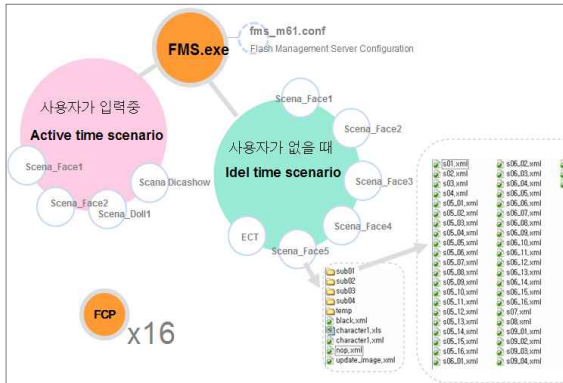 fms_m61.conf
FMS.exe
Flash Management Server Configuration
사용자가 입력중
Active time scenario
Scena_Face1
Scena_Face2
Scena_Doll1
Scana Dicashow
사용자가 없을 때
Idel time scenario
Scena_Face1
Scena_Face2
Scena_Face3
Scena_Face4
Scena_Face5
ECT
sub01
sub02
sub03
sub04
temp
black,xml
character1,xls
character1,xml
nop,xml
update_image,xml
s01,xml
s02,xml
s03,xml
s04,xml
s05_01,xml
s05_02,xml
s05_03,xml
s05_04,xml
s05_05,xml
s05_06,xml
s05_07,xml
s05_08,xml
s05_09,xml
s05_10,xml
s05_11,xml
s05_12,xml
s05_13,xml
s05_14,xml
s05_15,xml
s05_16,xml
s06_01,xml
s06_02,xml
s06_03,xml
s06_04,xml
s06_05,xml
s06_06,xml
s06_07,xml
s06_08,xml
s06_09,xml
s06_10,xml
s06_11,xml
s06_12,xml
s06_13,xml
s06_14,xml
s06_15,xml
s06_16,xml
s07,xml
s08,xml
s09_01,xml
s09_02,xml
s09_03,xml
s09_04,xml
FCP
x16